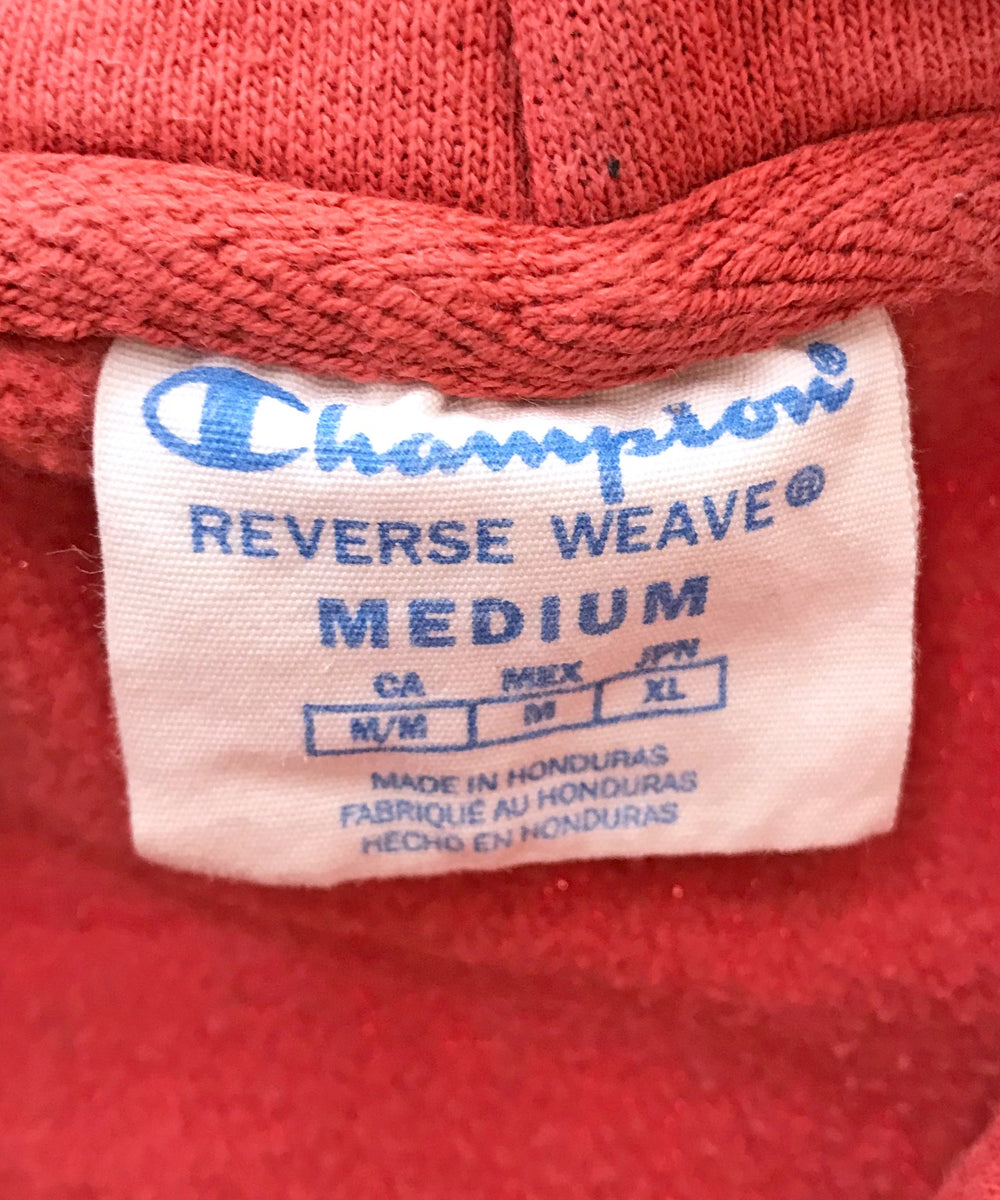 Champion®
REVERSE WEAVE®
MEDIUM
CA MEX JPN
M/M M XL
MADE IN HONDURAS
FABRIQUÉ AU HONDURAS
HECHO EN HONDURAS